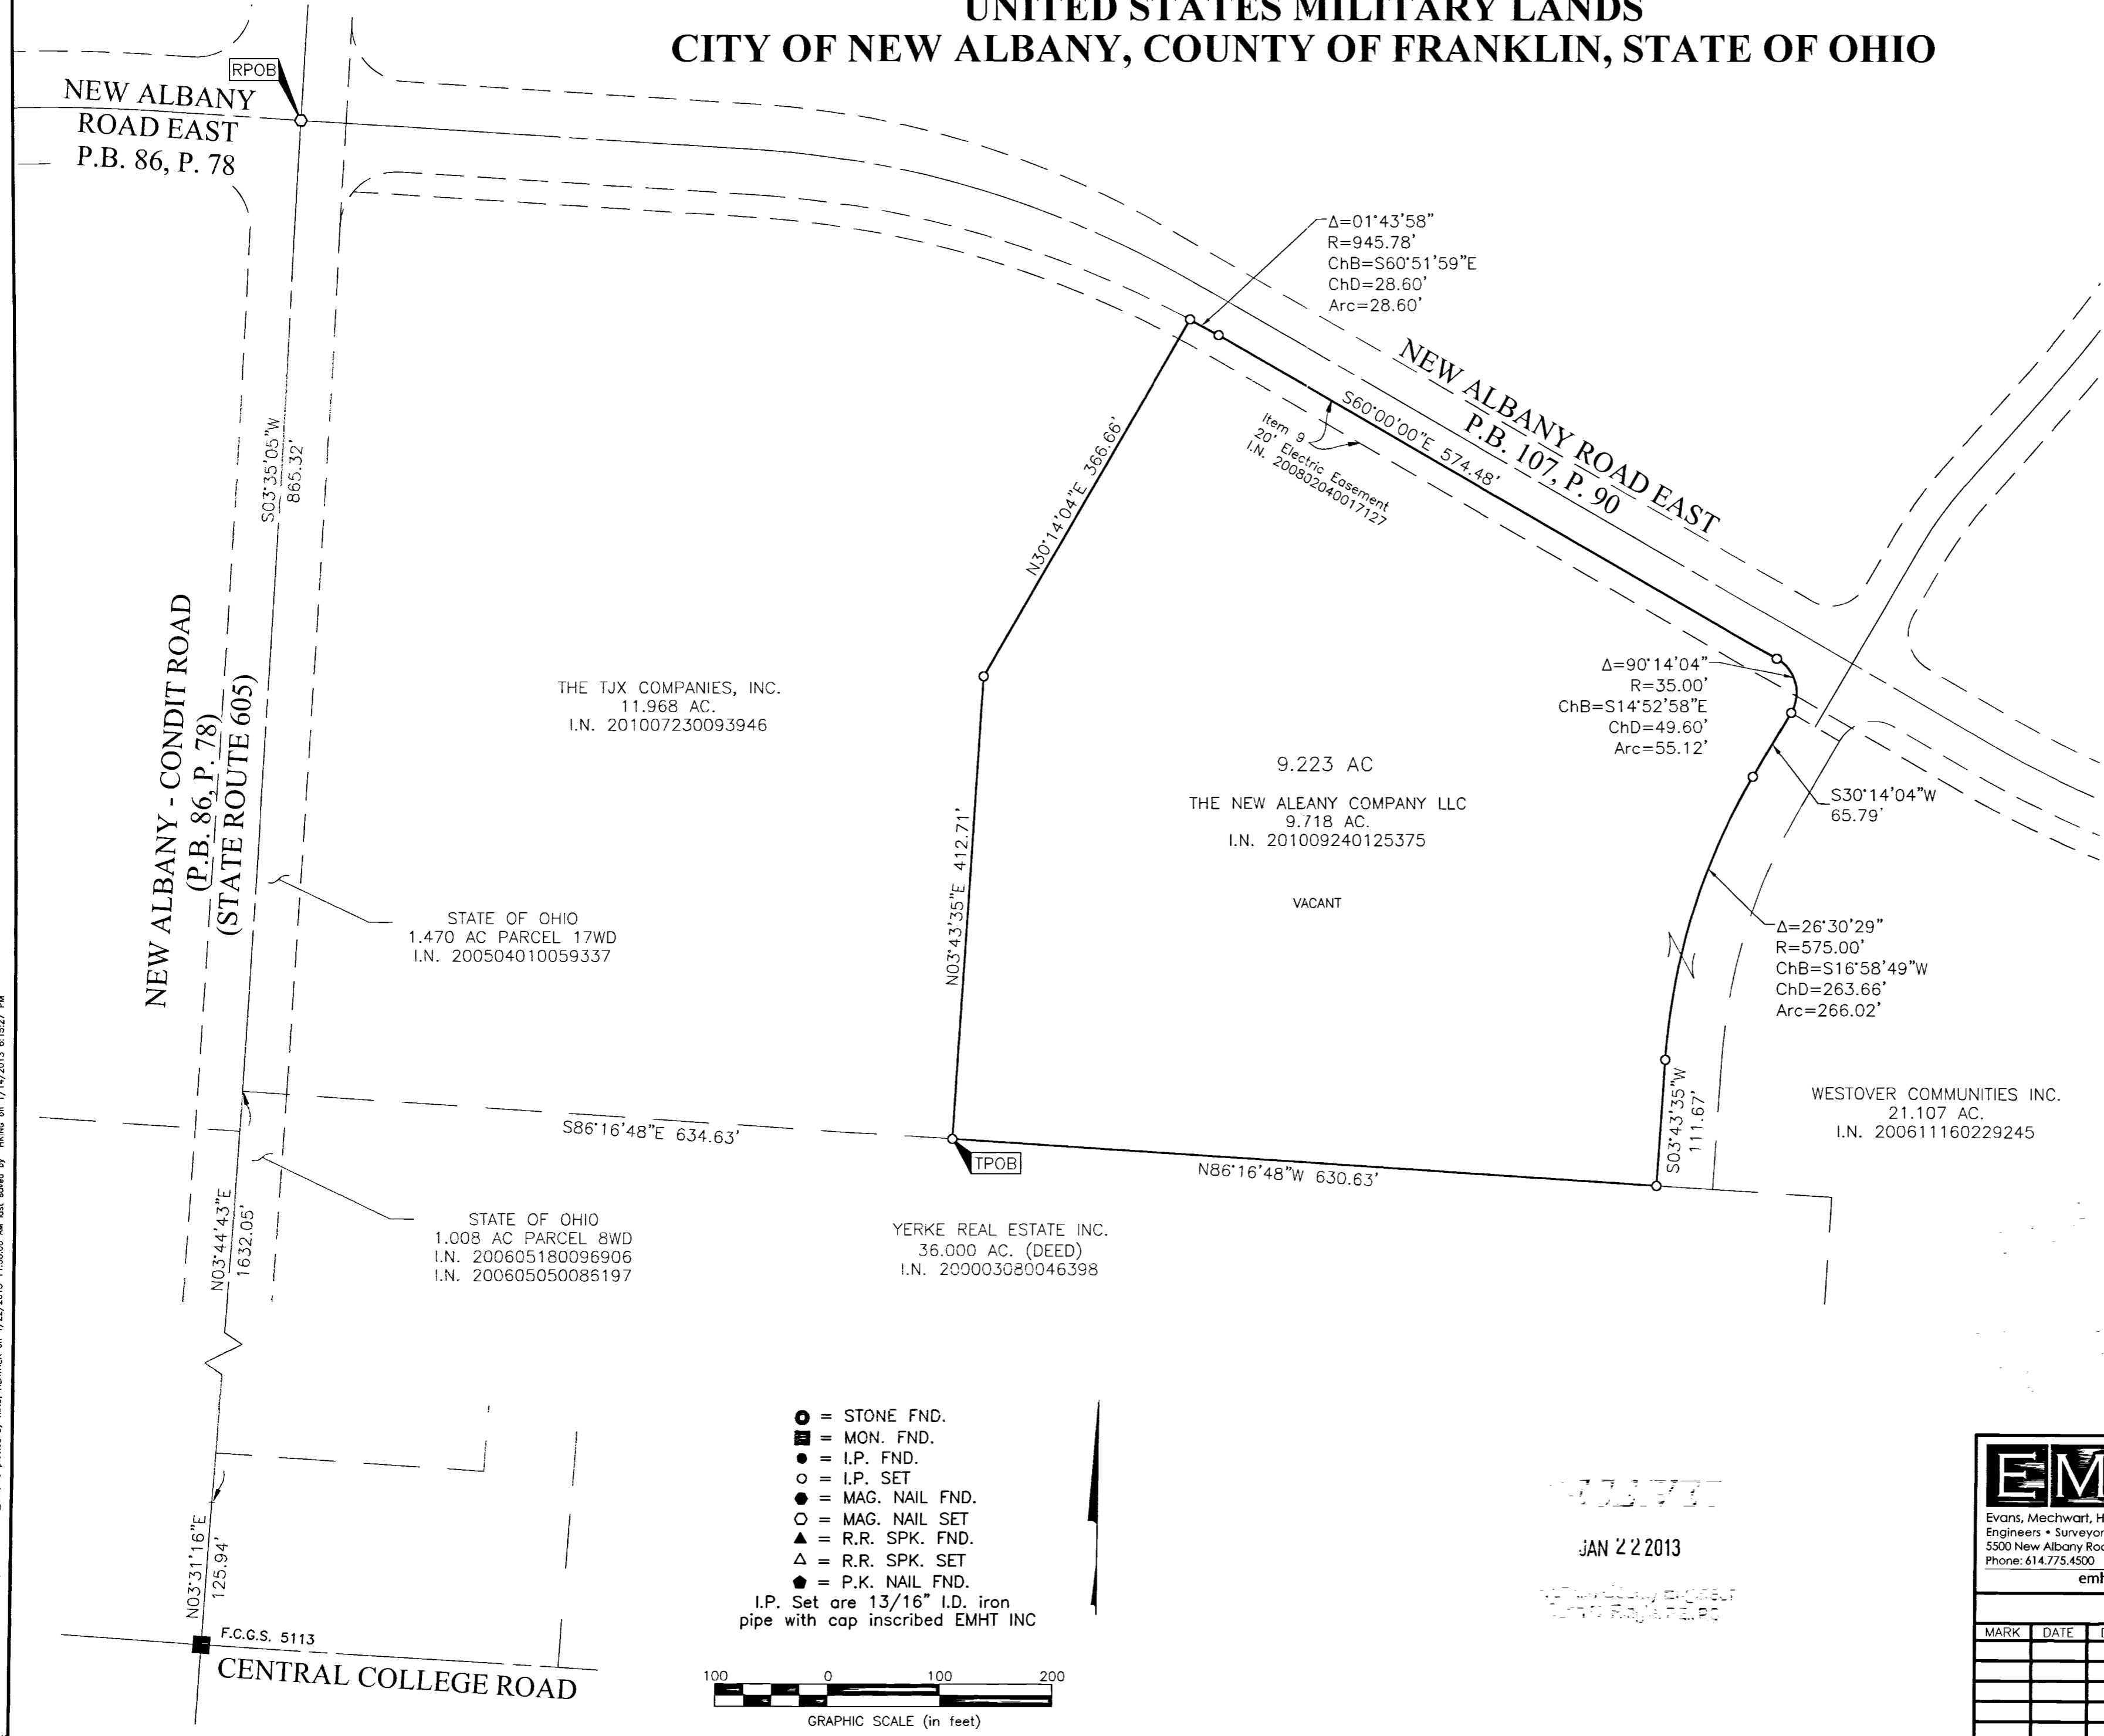 UNITED STATES MILITARY LANDS
CITY OF NEW ALBANY, COUNTY OF FRANKLIN, STATE OF OHIO
RPOB
NEW ALBANY
ROAD EAST
P.B. 86, P. 78
Δ=01°43'58"
R=945.78'
ChB=S60°51'59"E
ChD=28.60'
Arc=28.60'
NEW ALBANY ROAD EAST
P.B. 107, P. 90
S60°00'00"E 574.48'
Item 9
20' Electric Easement
I.N. 200802040017127
N30°14'04"E 366.66'
S03°35'05"W
865.32'
NEW ALBANY - CONDIT ROAD
(P.B. 86, P. 78)
(STATE ROUTE 605)
THE TJX COMPANIES, INC.
11.968 AC.
I.N. 201007230093946
Δ=90°14'04"
R=35.00'
ChB=S14°52'58"E
ChD=49.60'
Arc=55.12'
9.223 AC
THE NEW ALEANY COMPANY LLC
9.718 AC.
I.N. 201009240125375
VACANT
S30°14'04"W
65.79'
N03°43'35"E 412.71'
STATE OF OHIO
1.470 AC PARCEL 17WD
I.N. 200504010059337
Δ=26°30'29"
R=575.00'
ChB=S16°58'49"W
ChD=263.66'
Arc=266.02'
S03°43'35"W
111.67'
WESTOVER COMMUNITIES INC.
21.107 AC.
I.N. 200611160229245
S86°16'48"E 634.63'
TPOB
N86°16'48"W 630.63'
N03°44'43"E
1632.05'
STATE OF OHIO
1.008 AC PARCEL 8WD
I.N. 200605180096906
I.N. 200605050086197
YERKE REAL ESTATE INC.
36.000 AC. (DEED)
I.N. 200003080046398
= STONE FND.
= MON. FND.
= I.P. FND.
= I.P. SET
= MAG. NAIL FND.
= MAG. NAIL SET
= R.R. SPK. FND.
= R.R. SPK. SET
= P.K. NAIL FND.
I.P. Set are 13/16" I.D. iron
pipe with cap inscribed EMHT INC
N03°31'16"E
125.94'
F.C.G.S. 5113
CENTRAL COLLEGE ROAD
100 0 100 200
GRAPHIC SCALE (in feet)
JAN 22 2013
EM
Evans, Mechwart, H
Engineers • Surveyor
5500 New Albany Roa
Phone: 614.775.4500
emh
MARK DATE